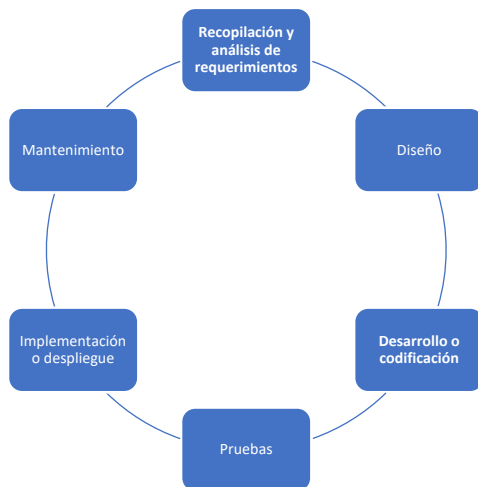 Recopilación y
análisis de
requerimientos
Diseño
Desarrollo o
codificación
Pruebas
Implementación
o despliegue
Mantenimiento